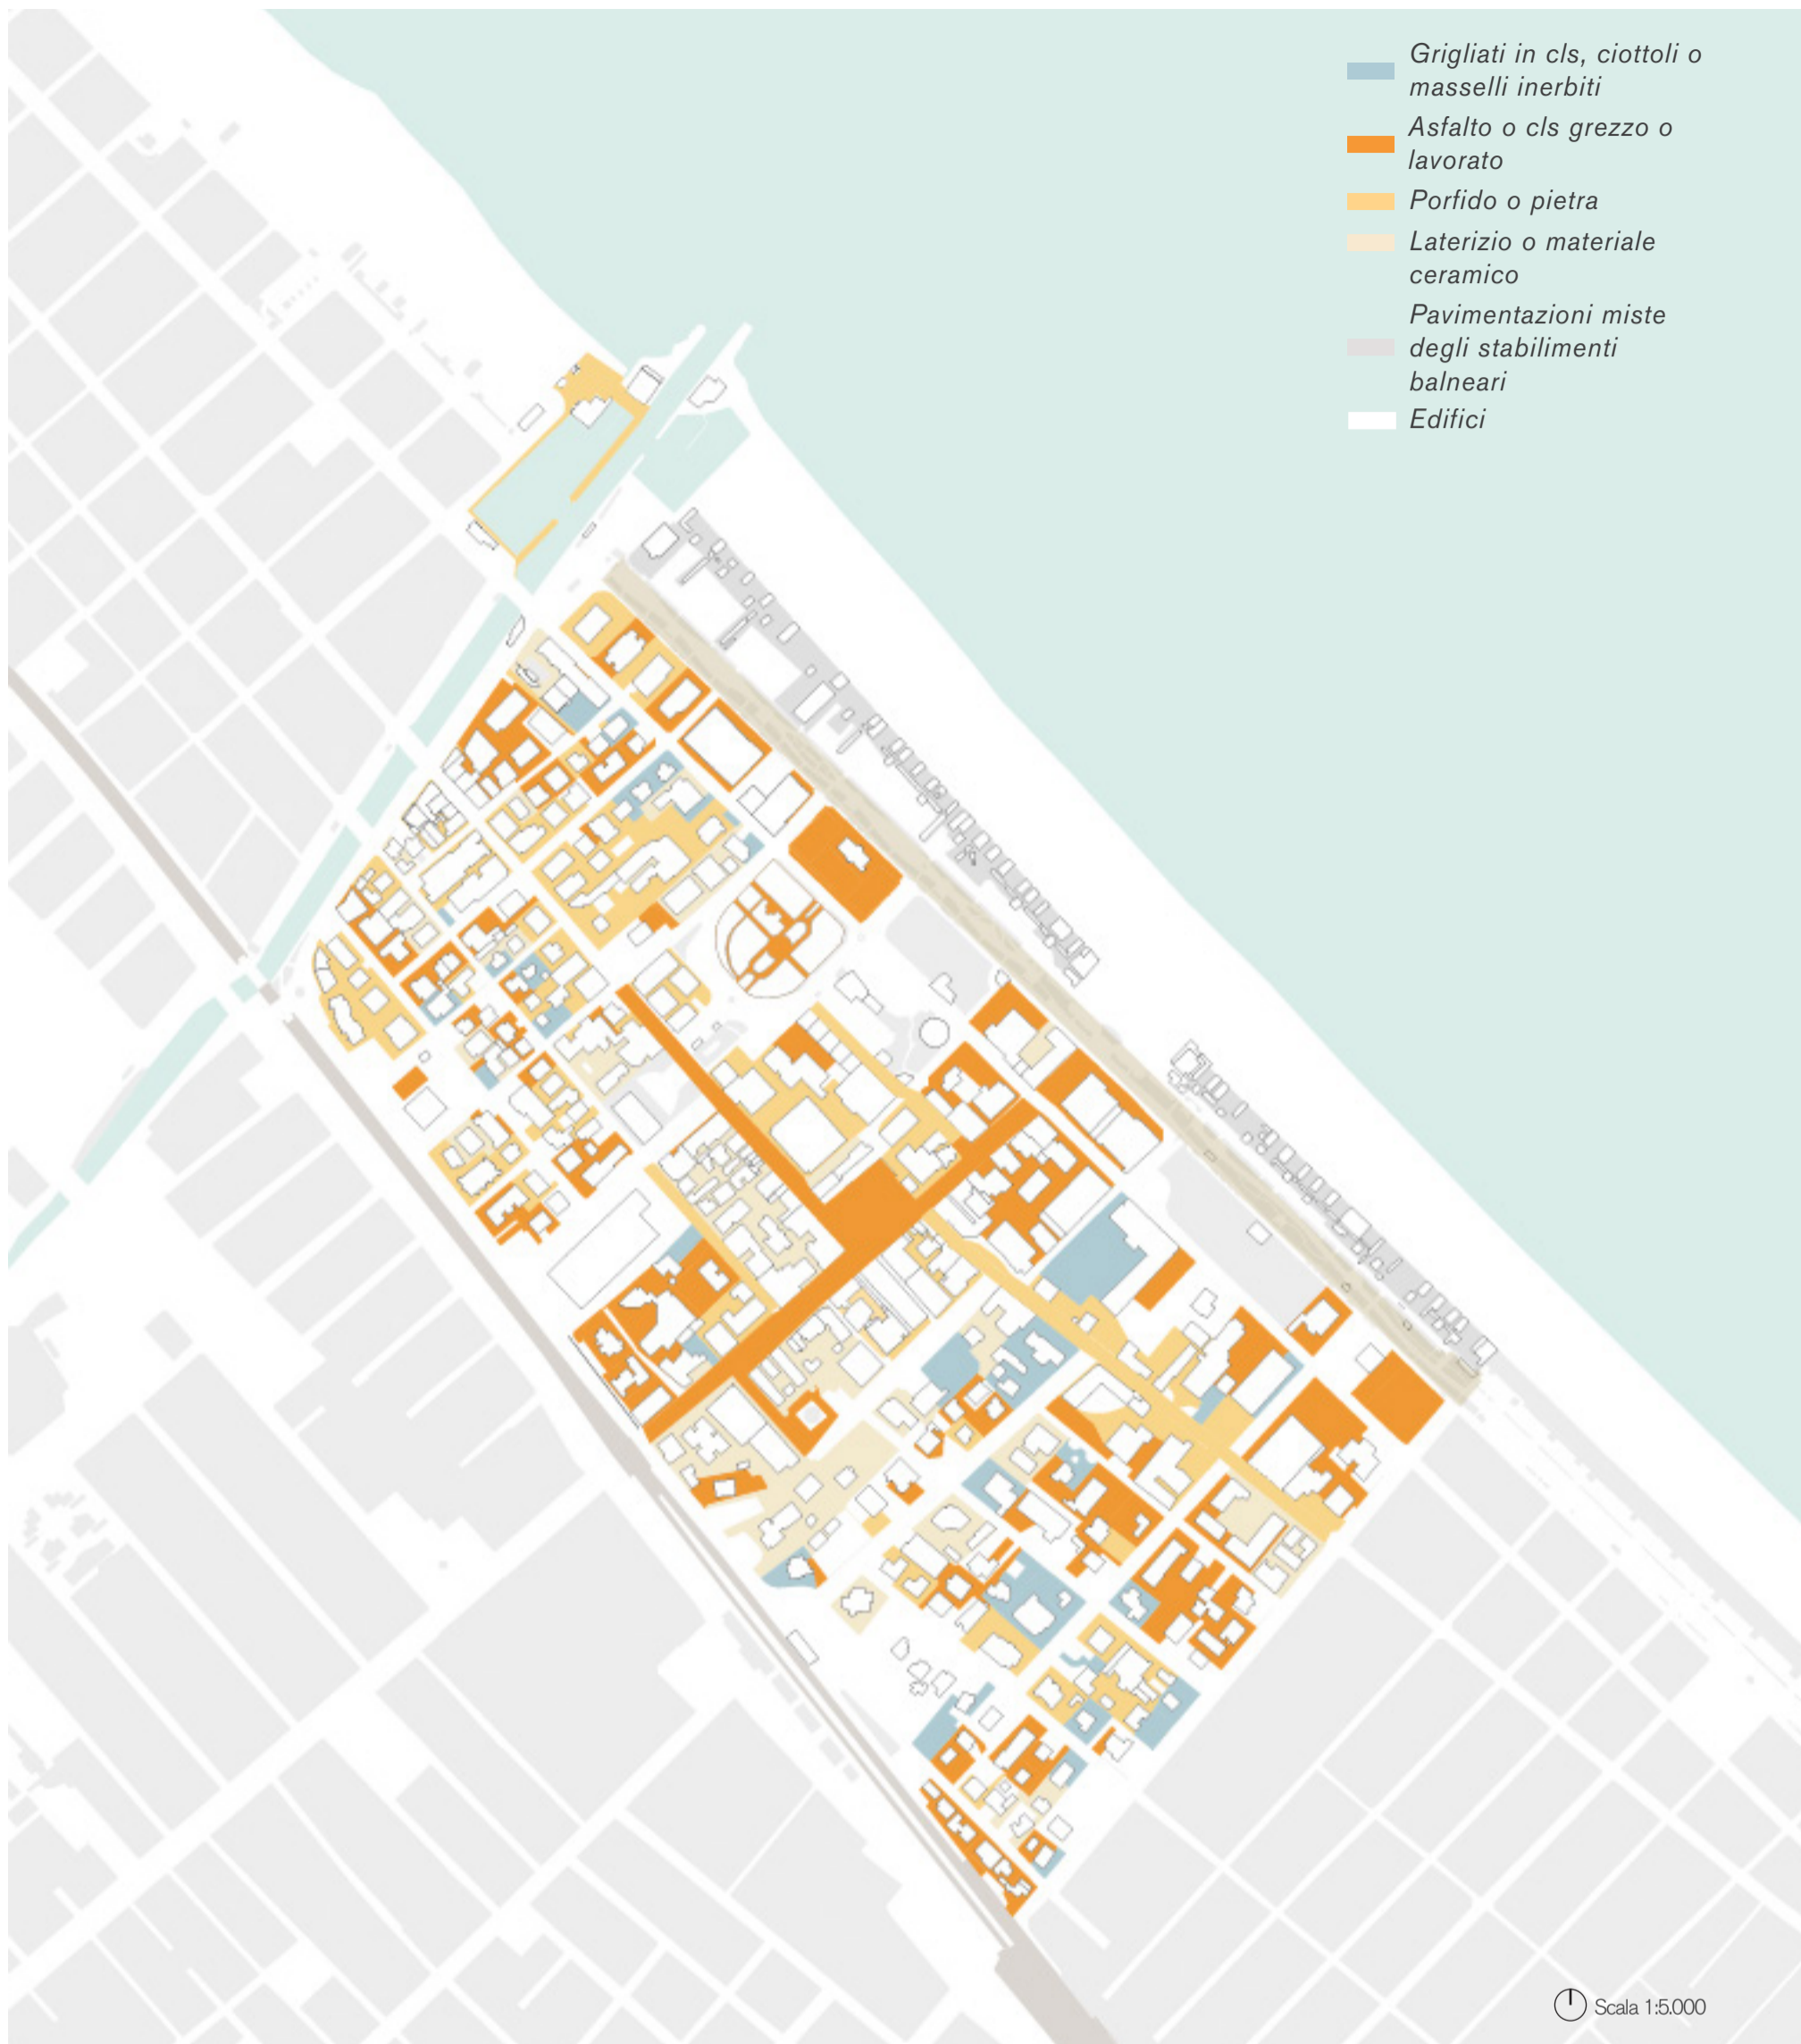 Grigliati in cls, ciottoli o
masselli inerbiti
Asfalto o cls grezzo o
lavorato
Porfido o pietra
Laterizio o materiale
ceramico
Pavimentazioni miste
degli stabilimenti
balneari
Edifici
Scala 1:5.000